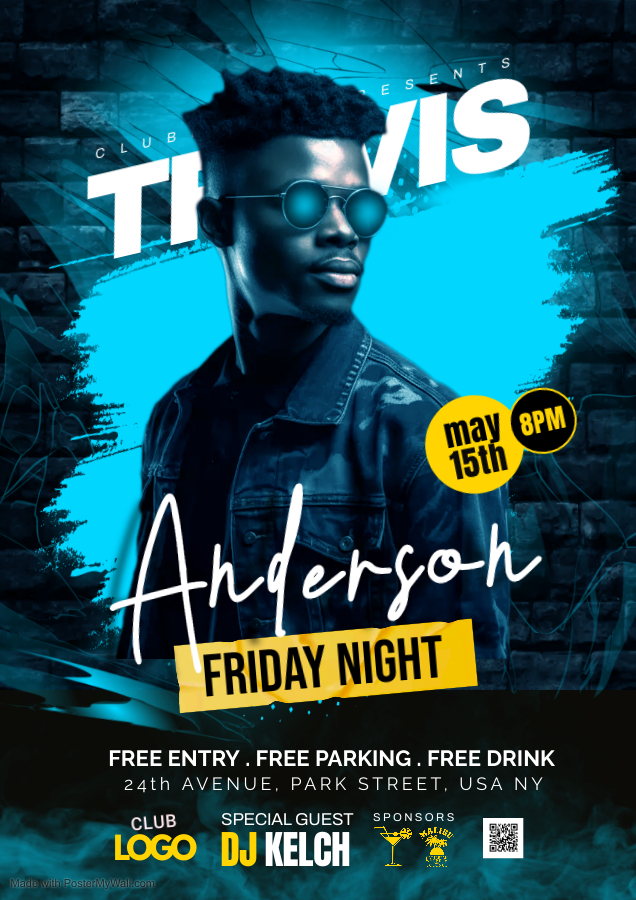 CLUB PRESENTS
TRAVIS
may
15th
8PM
Anderson
FRIDAY NIGHT
FREE ENTRY . FREE PARKING . FREE DRINK
24th AVENUE, PARK STREET, USA NY
CLUB
LOGO
SPECIAL GUEST
DJ KELCH
SPONSORS
MALIBU
Made with PosterMyWall.com